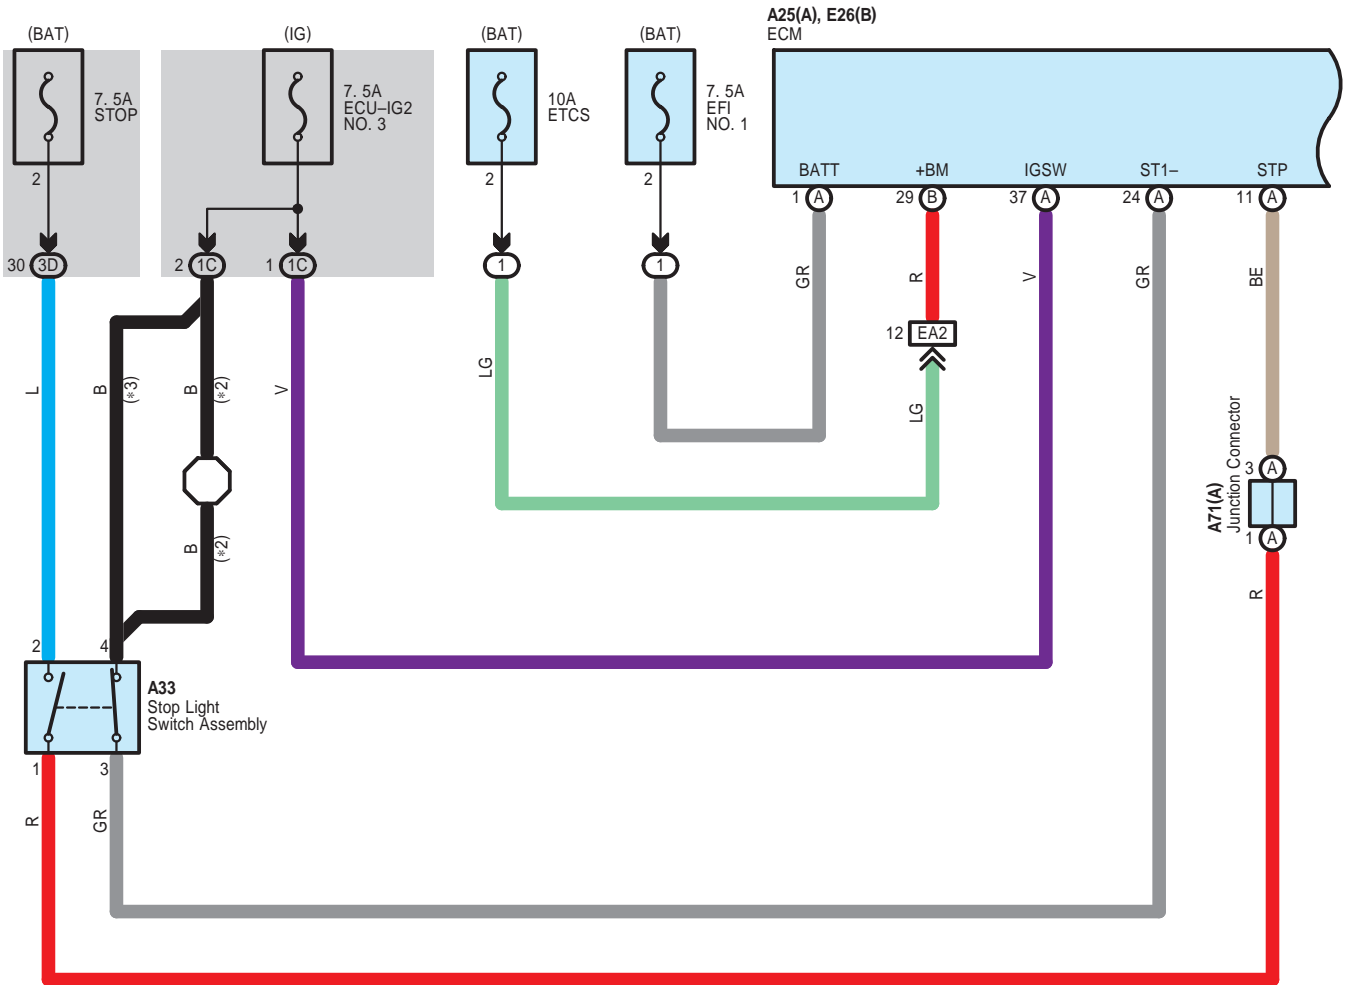 (BAT)
(IG)
(BAT)
(BAT)
A25(A), E26(B)
ECM
7. 5A
STOP
7. 5A
ECU–IG2
NO. 3
10A
ETCS
7. 5A
EFI
NO. 1
2
2
2
BATT
+BM
IGSW
ST1–
STP
1 A
29 B
37 A
24 A
11 A
30 3D
2 1C
1 1C
1
1
GR
R
V
GR
BE
12 EA2
L
B
(*3)
B
(*2)
V
LG
LG
3 A
A71(A)
Junction Connector
1 A
B
(*2)
R
2
4
A33
Stop Light
Switch Assembly
1
3
R
GR